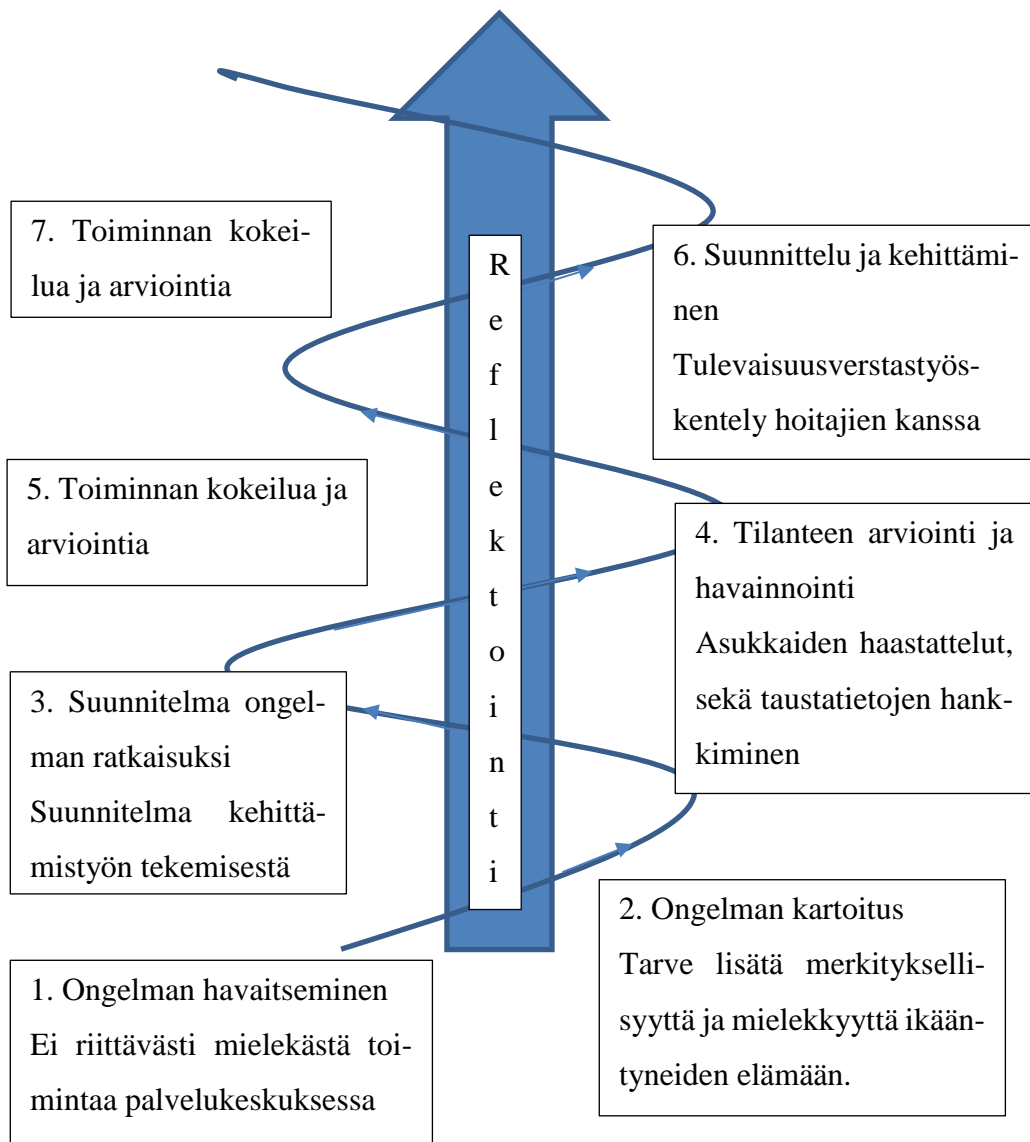 7. Toiminnan kokei-
lua ja arviointia
6. Suunnittelu ja kehittämi-
nen
Tulevaisuusverstastyös-
kentely hoitajien kanssa
5. Toiminnan kokeilua ja
arviointia
4. Tilanteen arviointi ja
havainnointi
Asukkaiden haastattelut,
sekä taustatietojen hank-
kiminen
3. Suunnitelma ongel-
man ratkaisuksi
Suunnitelma kehittä-
mistyön tekemisestä
2. Ongelman kartoitus
Tarve lisätä merkitykselli-
syyttä ja mielekkyyttä ikään-
tyneiden elämään.
1. Ongelman havaitseminen
Ei riittävästi mielekästä toi-
mintaa palvelukeskuksessa
R
e
f
l
e
k
t
o
i
n
t
i